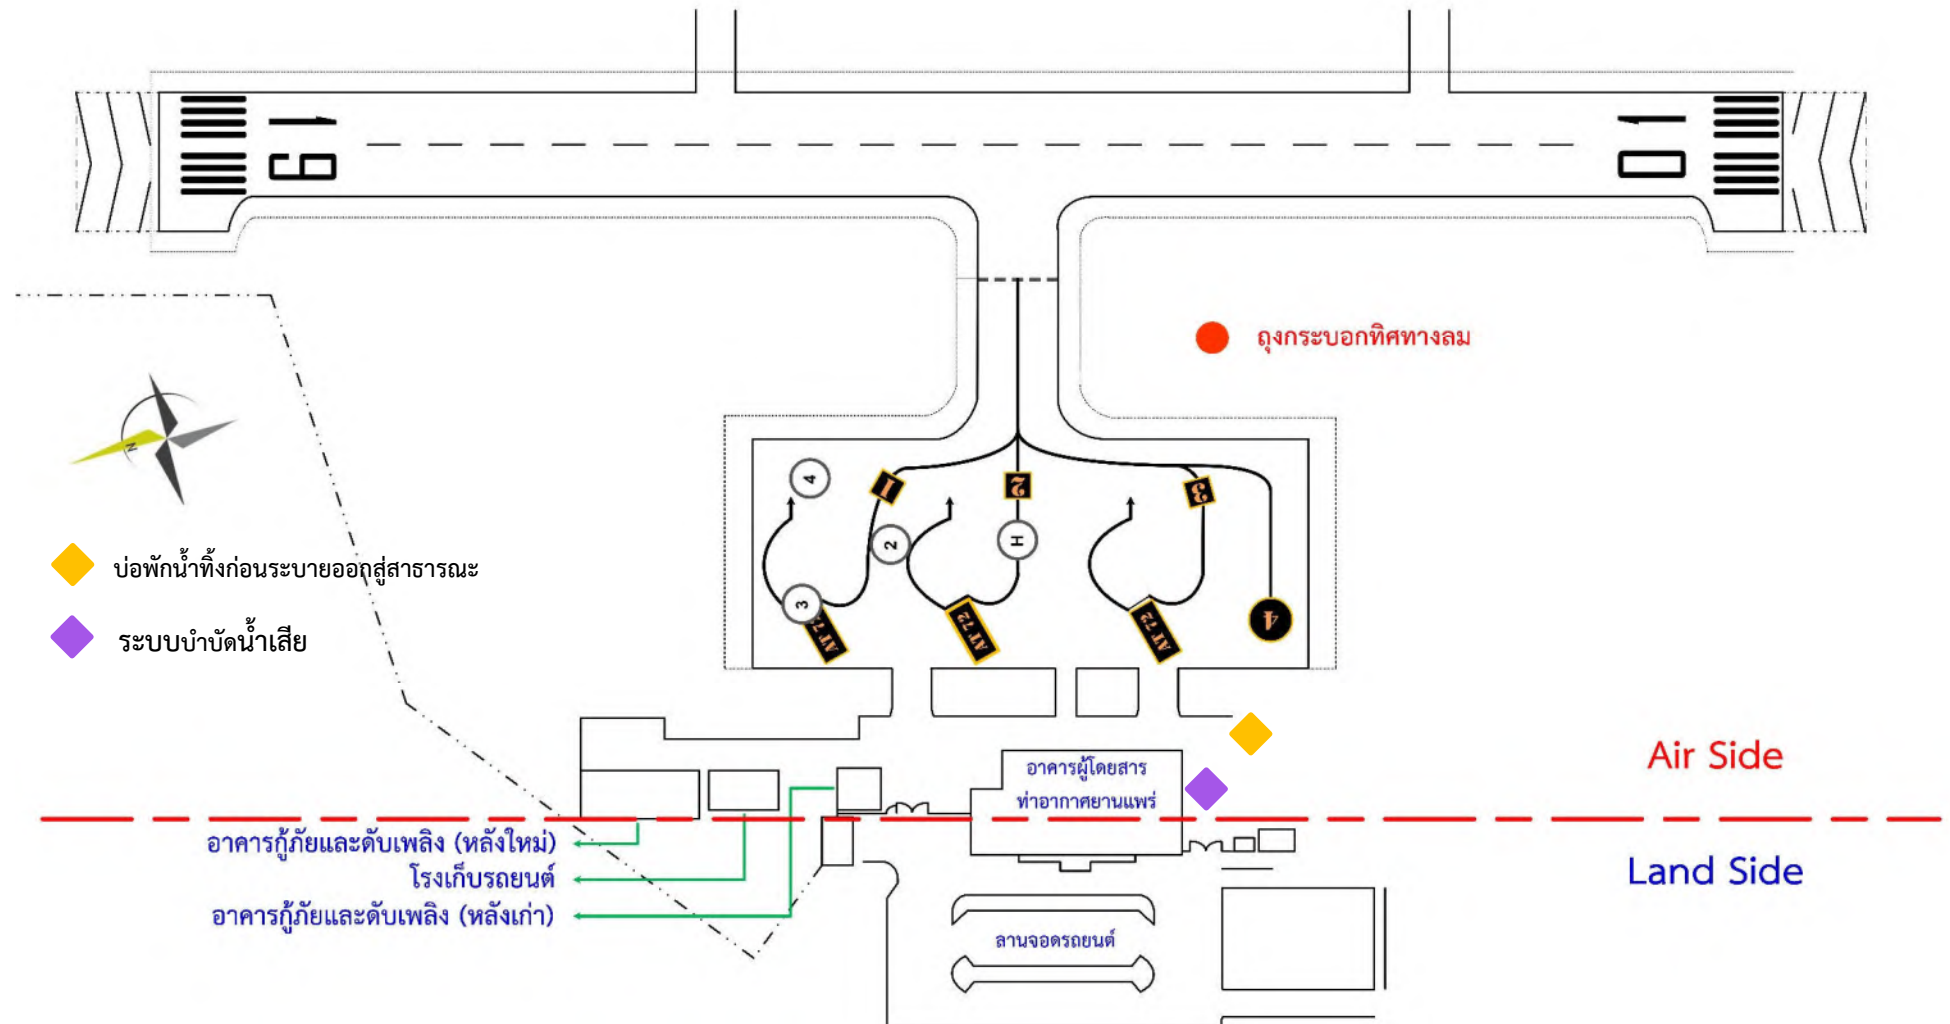 19
01
ถุงกระบอกทิศทางลม
N
4
1
2
3
2
H
3
4
AT 72
AT 72
AT 72
บ่อพักน้ำทิ้งก่อนระบายออกสู่สาธารณะ
ระบบบำบัดน้ำเสีย
อาคารผู้โดยสาร
ท่าอากาศยานแพร่
Air Side
Land Side
อาคารกู้ภัยและดับเพลิง (หลังใหม่)
โรงเก็บรถยนต์
อาคารกู้ภัยและดับเพลิง (หลังเก่า)
ลานจอดรถยนต์